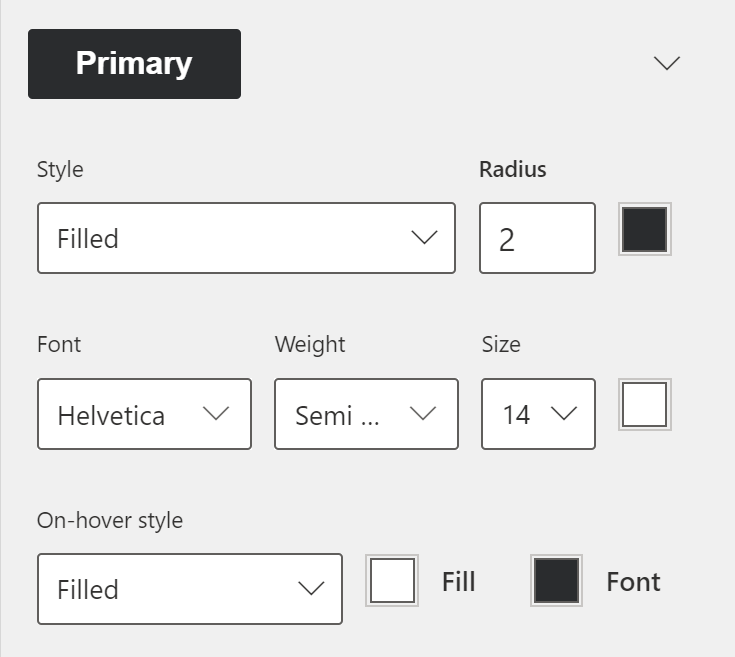 Primary
Style Radius
Filled 2
Font Weight Size
Helvetica Semi ... 14
On-hover style
Filled Fill Font